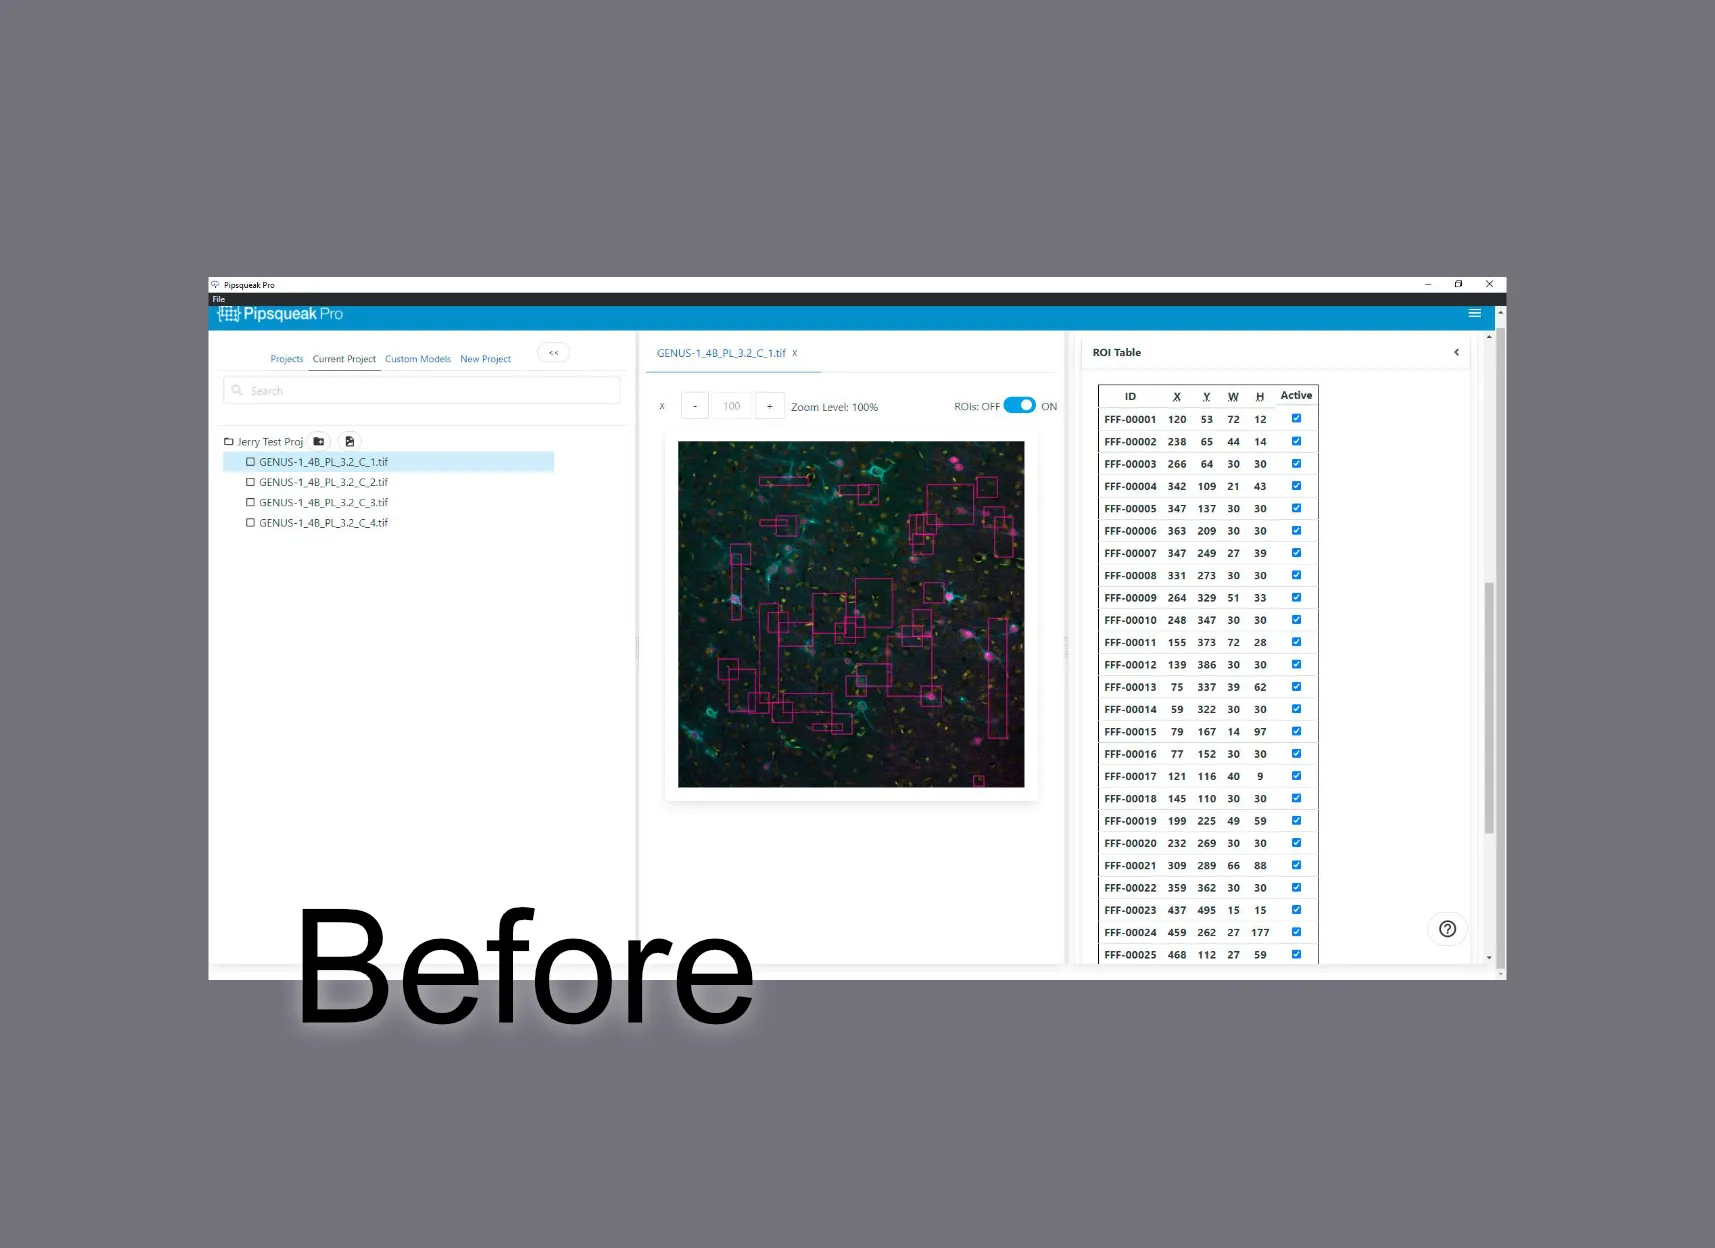 Pipsqueak Pro
File
Pipsqueak Pro
Projects Current Project Custom Models New Project <<
Search
Jerry Test Proj
GENUS-1_4B_PL_3.2_C_1.tif
GENUS-1_4B_PL_3.2_C_2.tif
GENUS-1_4B_PL_3.2_C_3.tif
GENUS-1_4B_PL_3.2_C_4.tif
GENUS-1_4B_PL_3.2_C_1.tif x
x - 100 + Zoom Level: 100% ROIs: OFF ON
ROI Table
ID X Y W H Active
FFF-00001 120 53 72 12
FFF-00002 238 65 44 14
FFF-00003 266 64 30 30
FFF-00004 342 109 21 43
FFF-00005 347 137 30 30
FFF-00006 363 209 30 30
FFF-00007 347 249 27 39
FFF-00008 331 273 30 30
FFF-00009 264 329 51 33
FFF-00010 248 347 30 30
FFF-00011 155 373 72 28
FFF-00012 139 386 30 30
FFF-00013 75 337 39 62
FFF-00014 59 322 30 30
FFF-00015 79 167 14 97
FFF-00016 77 152 30 30
FFF-00017 121 116 40 9
FFF-00018 145 110 30 30
FFF-00019 199 225 49 59
FFF-00020 232 269 30 30
FFF-00021 309 289 66 88
FFF-00022 359 362 30 30
FFF-00023 437 495 15 15
FFF-00024 459 262 27 177
FFF-00025 468 112 27 59
Before